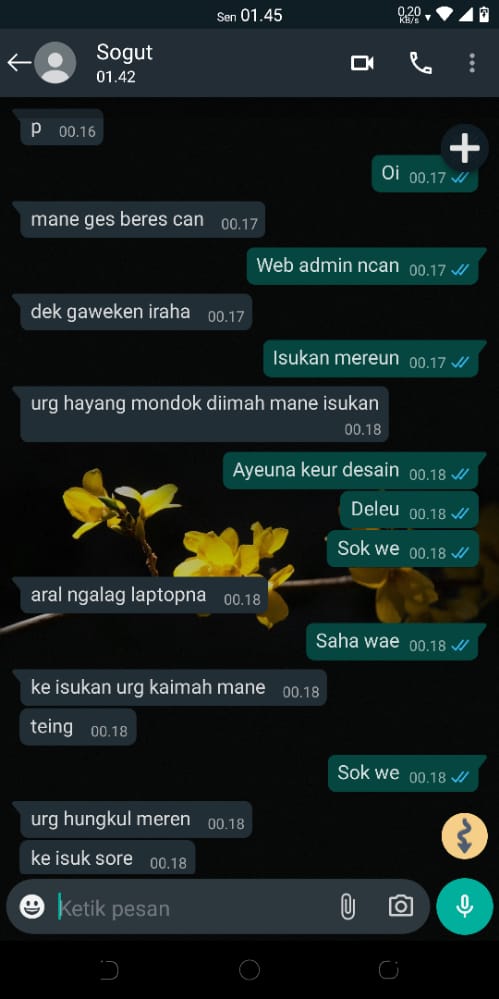 Sen 01.45
0,20
KB/s
Sogut
01.42
p 00.16
Oi 00.17
mane ges beres can 00.17
Web admin ncan 00.17
dek gaweken iraha 00.17
Isukan mereun 00.17
urg hayang mondok diimah mane isukan
00.18
Ayeuna keur desain 00.18
Deleu 00.18
Sok we 00.18
aral ngalag laptopna 00.18
Saha wae 00.18
ke isukan urg kaimah mane 00.18
teing 00.18
Sok we 00.18
urg hungkul meren 00.18
ke isuk sore 00.18
Ketik pesan